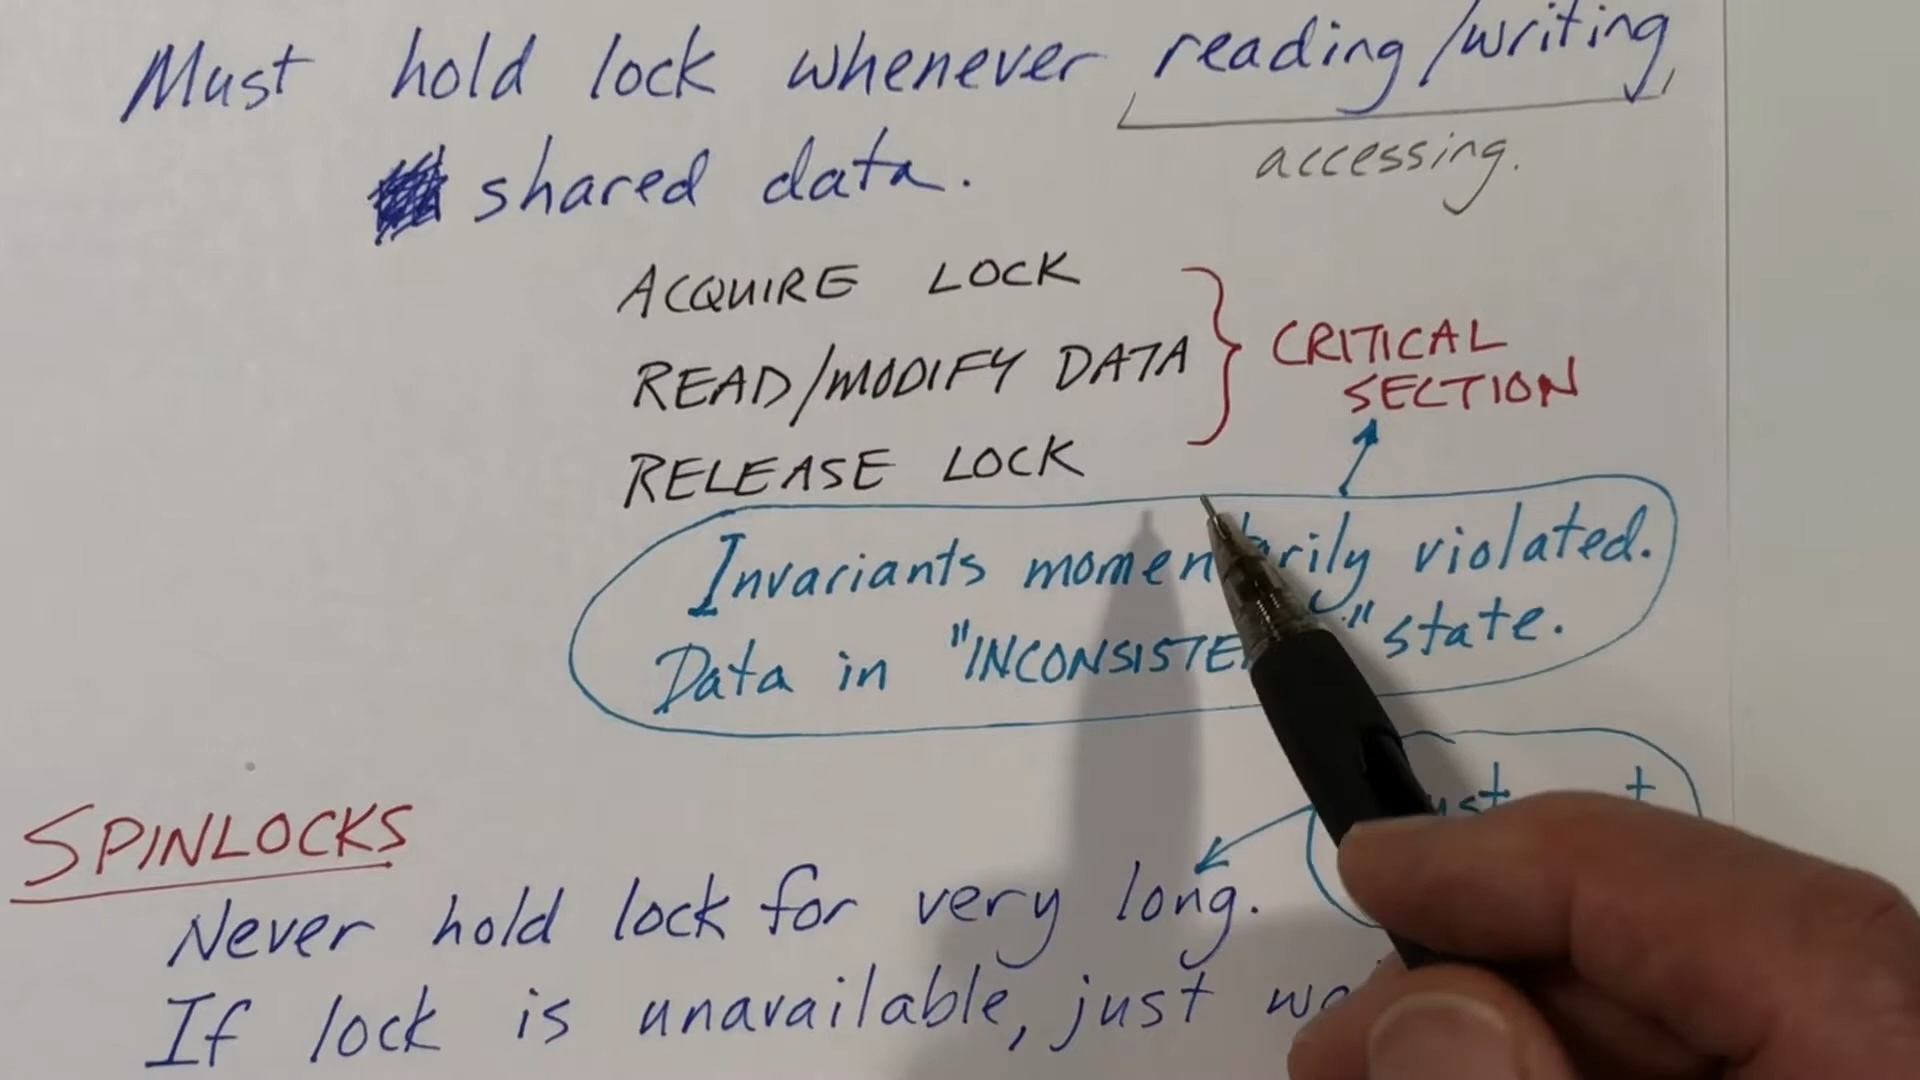 Must hold lock whenever reading/writing
shared data.
accessing.
ACQUIRE LOCK
READ/MODIFY DATA
RELEASE LOCK
CRITICAL
SECTION
Invariants momentarily violated.
Data in "INCONSISTE " state.
SPINLOCKS
Never hold lock for very long.
If lock is unavailable, just